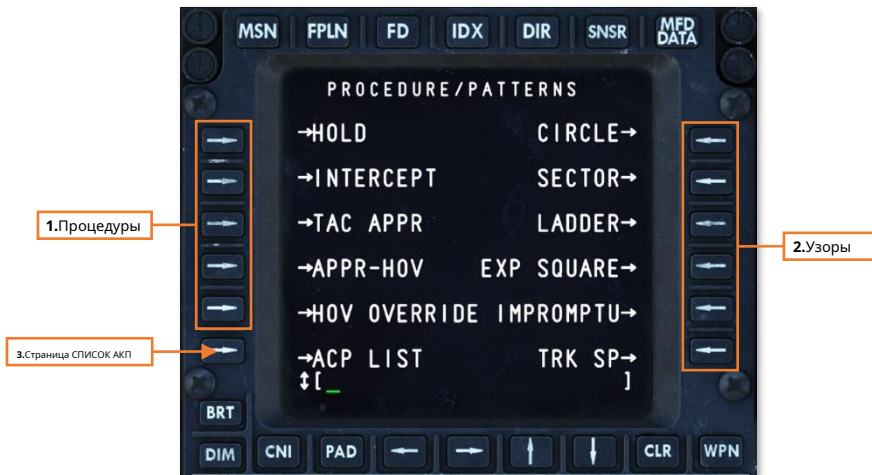 MSN FPLN FD IDX DIR SNSR MFD DATA
PROCEDURE/PATTERNS
→HOLD CIRCLE→
→INTERCEPT SECTOR→
→TAC APPR LADDER→
1.Процедуры
2.Узоры
→APPR-HOV EXP SQUARE→
→HOV OVERRIDE IMPROMPTU→
3.Страница СПИСОК АКП
→ACP LIST TRK SP→
↕[_ ]
BRT
DIM CNI PAD ← → ↑ ↓ CLR WPN